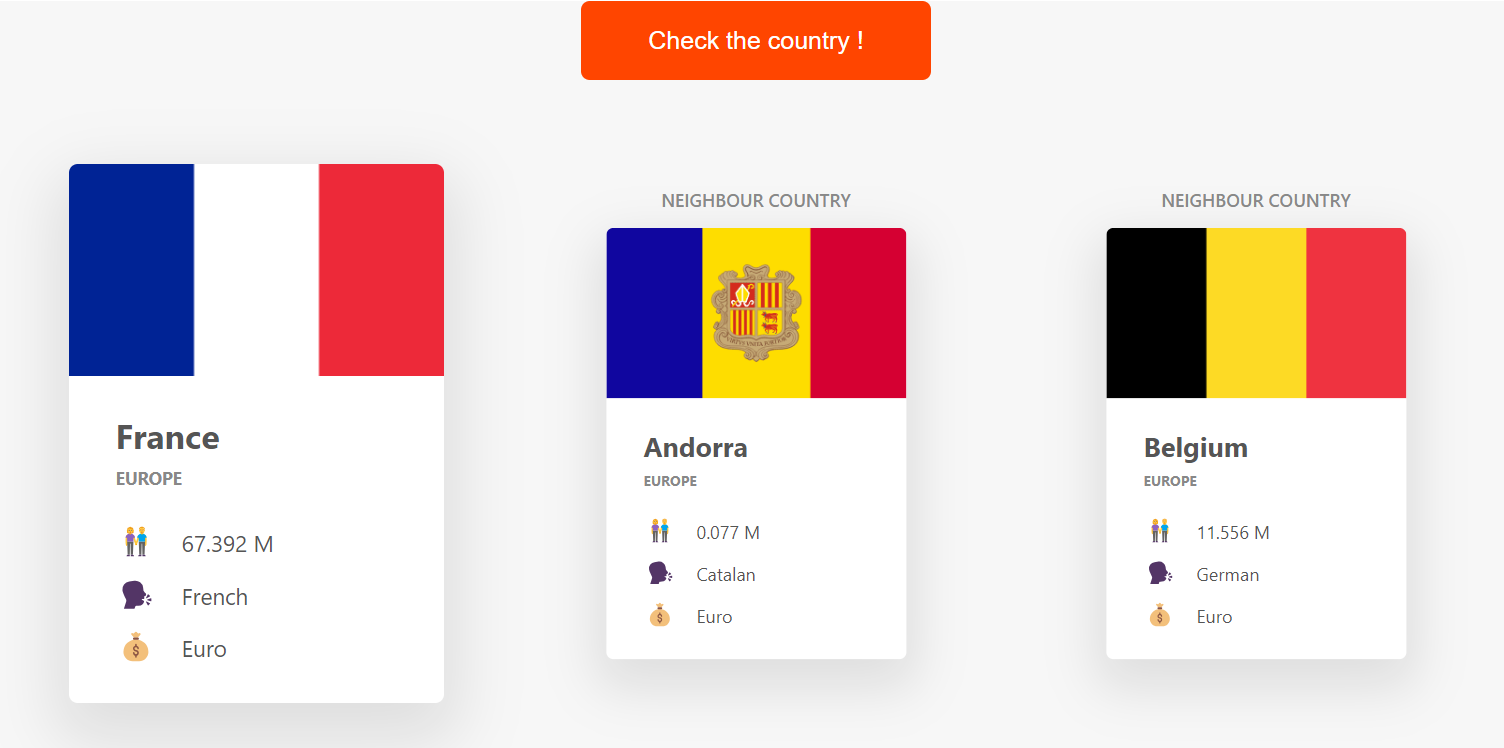 Check the country !
France
EUROPE
67.392 M
French
Euro
NEIGHBOUR COUNTRY
Andorra
EUROPE
0.077 M
Catalan
Euro
NEIGHBOUR COUNTRY
Belgium
EUROPE
11.556 M
German
Euro